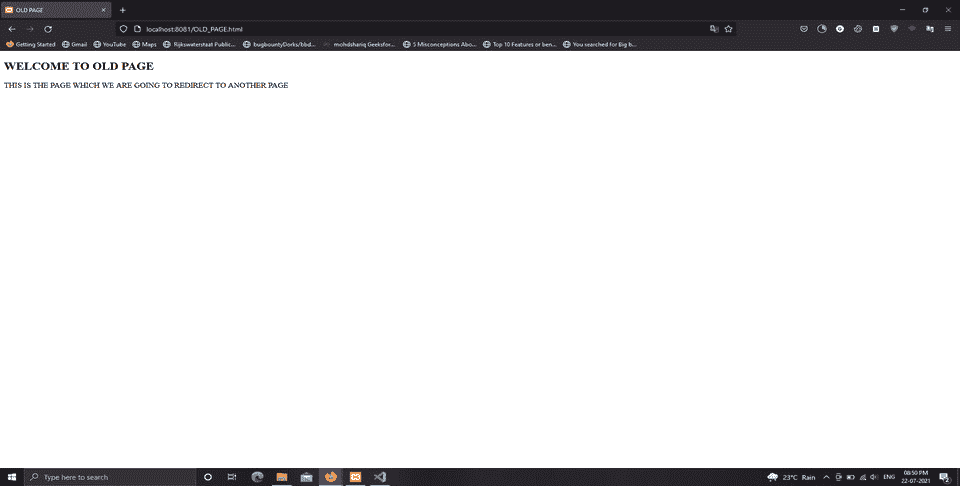 OLD PAGE
localhost:8081/OLD_PAGE.html
Getting Started Gmail YouTube Maps Rijkswaterstaat Public... bugbountyDorks/bbd... mohdshariq Geeksfor... 5 Misconceptions Abo... Top 10 Features or ben... You searched for Big b...
WELCOME TO OLD PAGE
THIS IS THE PAGE WHICH WE ARE GOING TO REDIRECT TO ANOTHER PAGE
Type here to search
23°C Rain
ENG
08:50 PM
22-07-2021
2